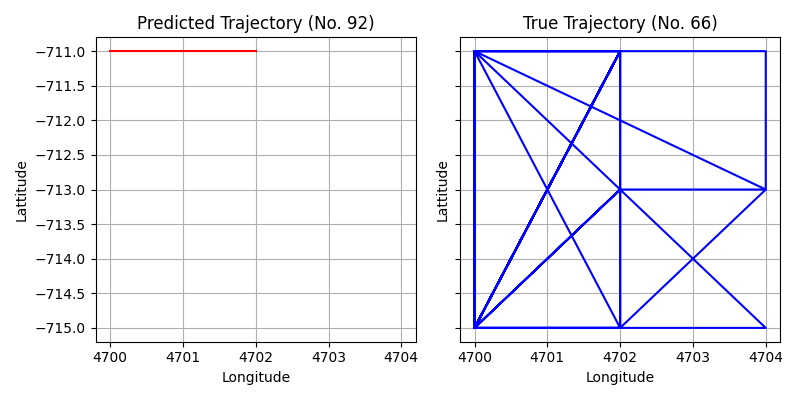 Predicted Trajectory (No. 92)
Lattitude
−711.0
−711.5
−712.0
−712.5
−713.0
−713.5
−714.0
−714.5
−715.0
4700 4701 4702 4703 4704
Longitude
True Trajectory (No. 66)
Lattitude
4700 4701 4702 4703 4704
Longitude